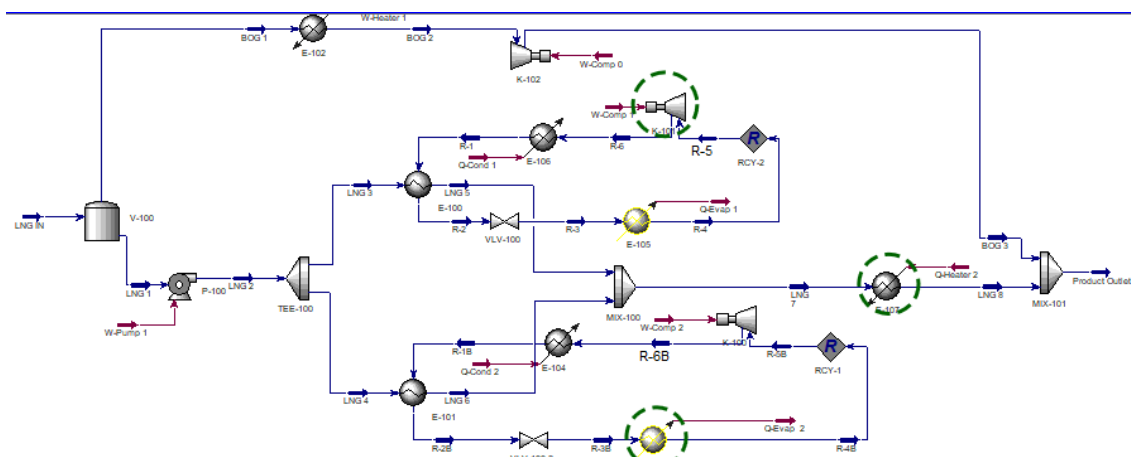 W-Heater 1
BOG 1
E-102
BOG 2
K-102
W-Comp 0
W-Comp 1
K-101
R-1
E-106
R-6
R-5
RCY-2
Q-Cond 1
LNG 3
LNG 5
E-100
LNG IN
V-100
R-2
VLV-100
R-3
E-105
Q-Evap 1
R-4
BOG 3
LNG 1
P-100
LNG 2
TEE-100
MIX-100
LNG
7
Q-Heater 2
E-107
LNG 8
MIX-101
Product Outlet
W-Pump 1
W-Comp 2
K-100
R-1B
E-104
R-6B
R-5B
RCY-1
Q-Cond 2
LNG 4
LNG 6
E-101
R-2B
R-3B
Q-Evap 2
R-4B